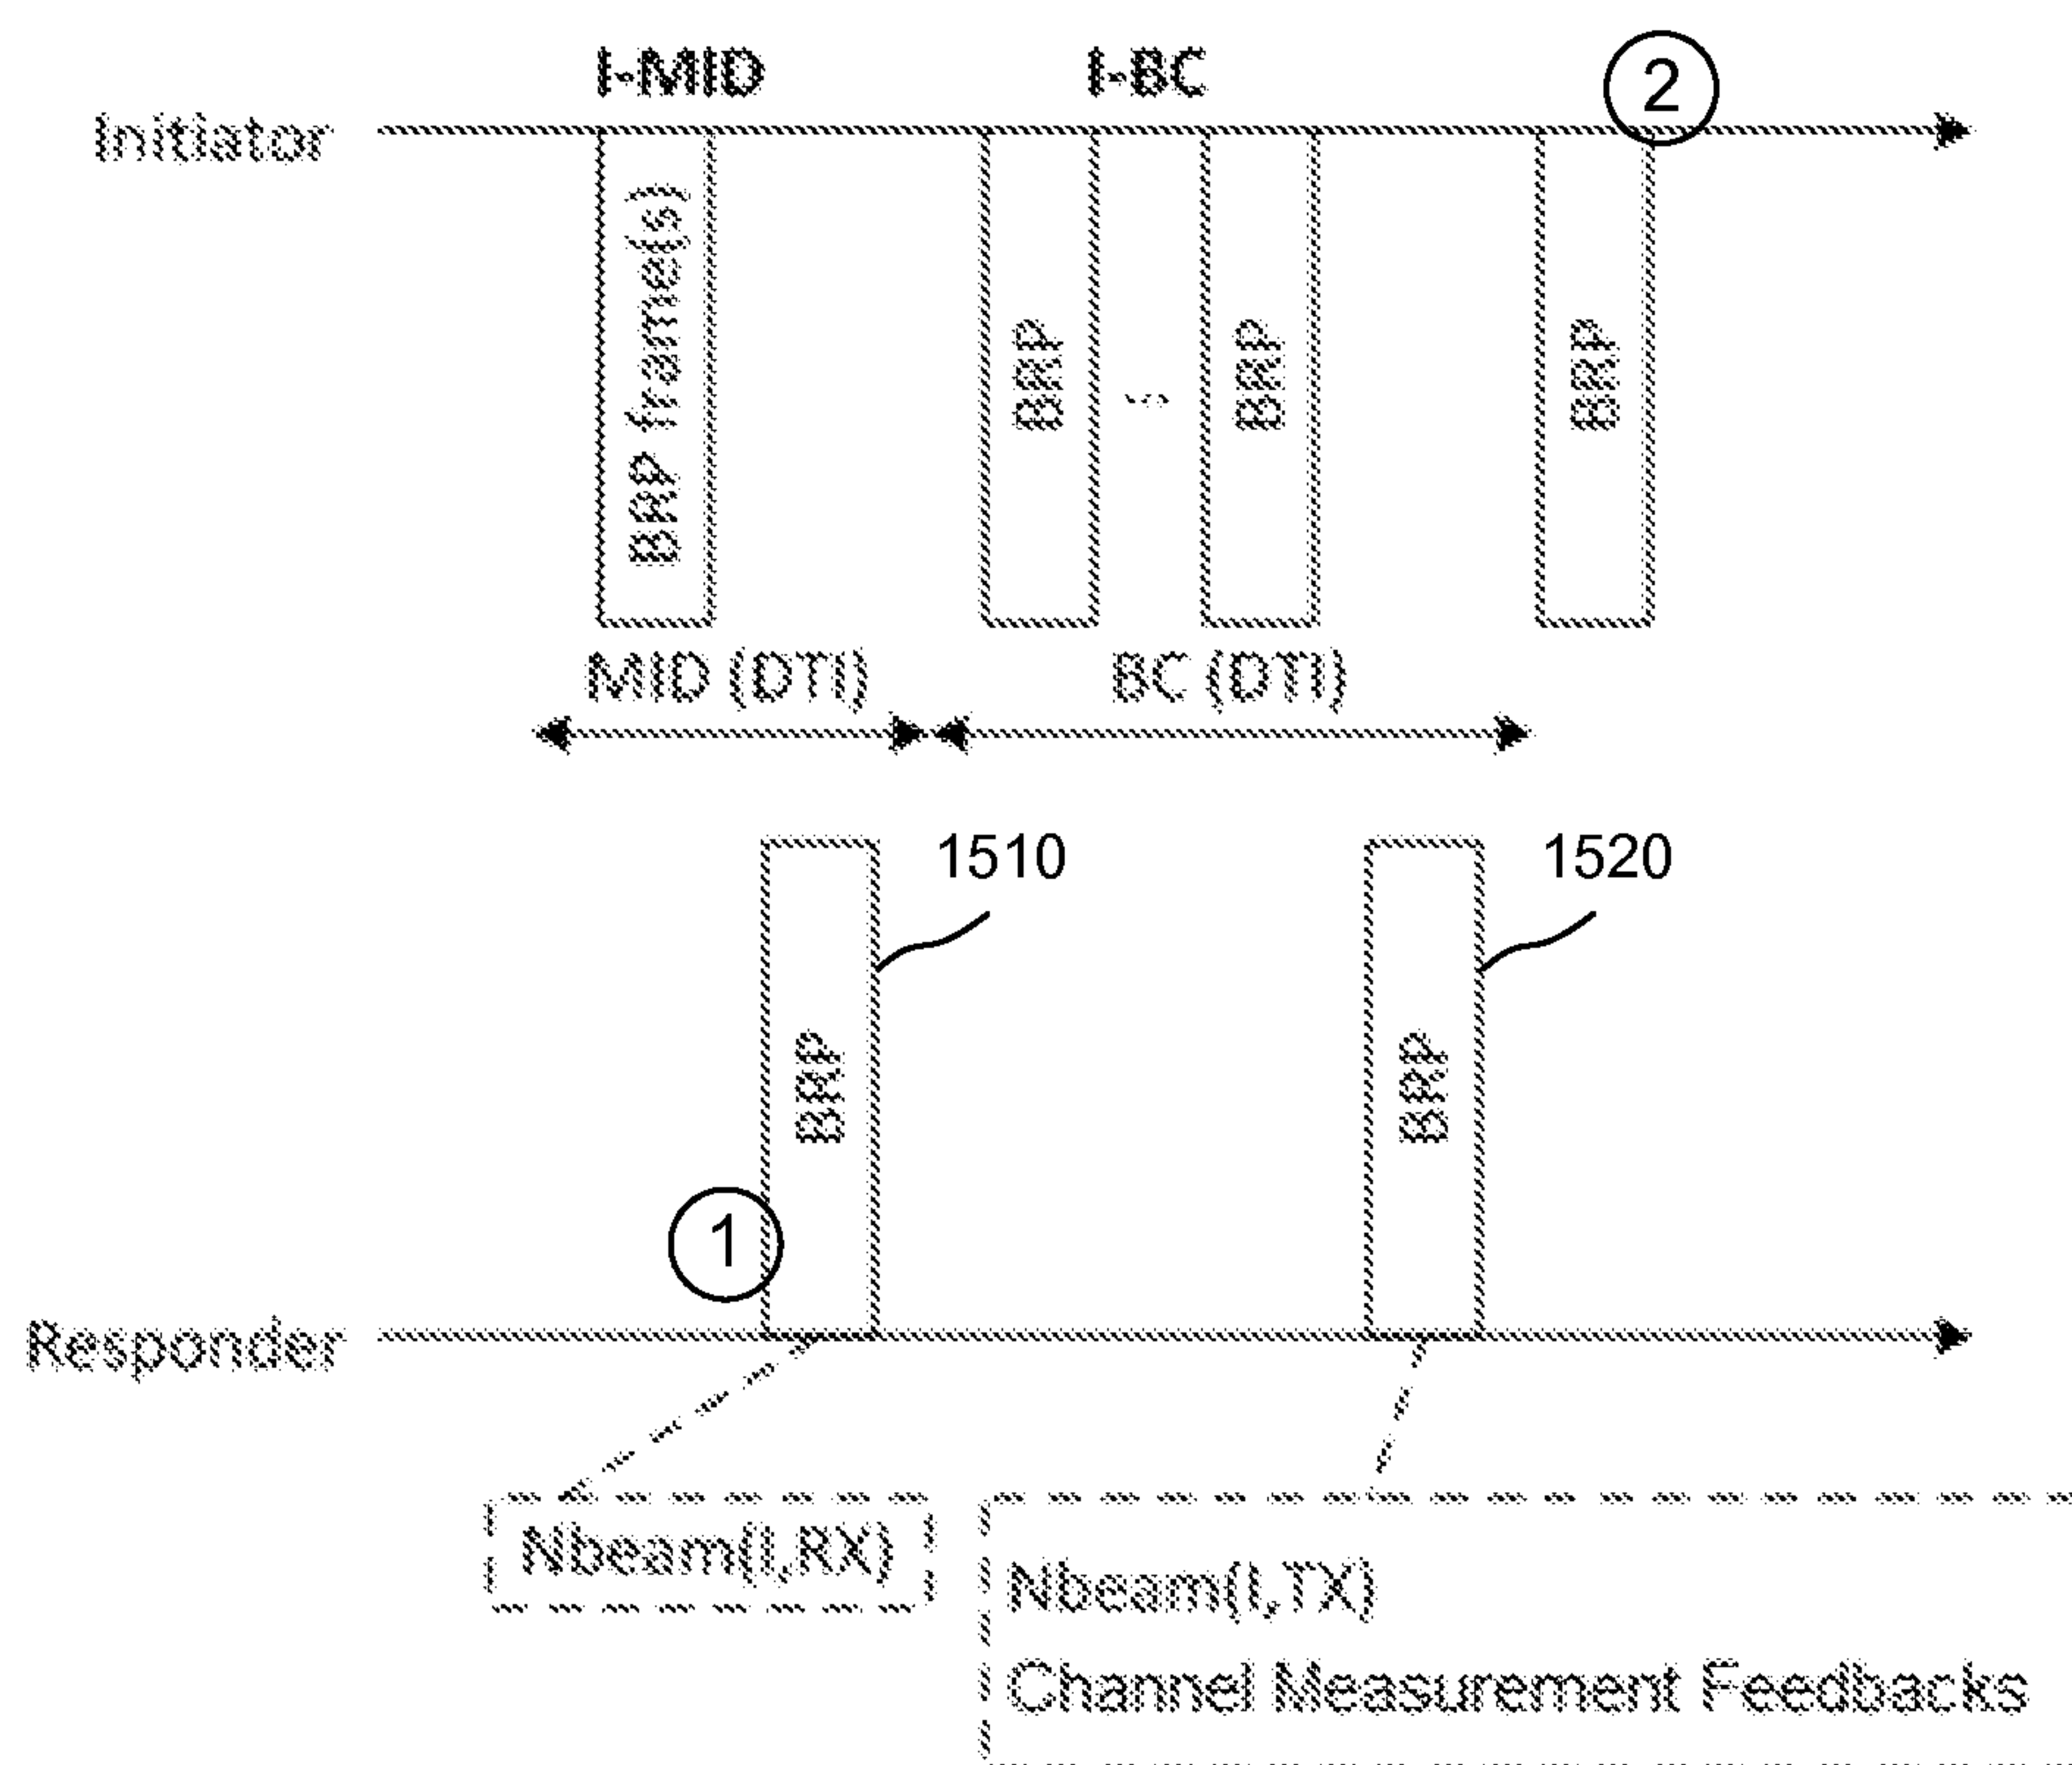 I-MID
I-BC
2
Initiator
BRP frame(s)
BRP
...
BRP
BRP
MID (DTI)
BC (DTI)
1510
1520
BRP
BRP
1
Responder
Nbeam(I,RX)
Nbeam(I,TX)
Channel Measurement Feedbacks